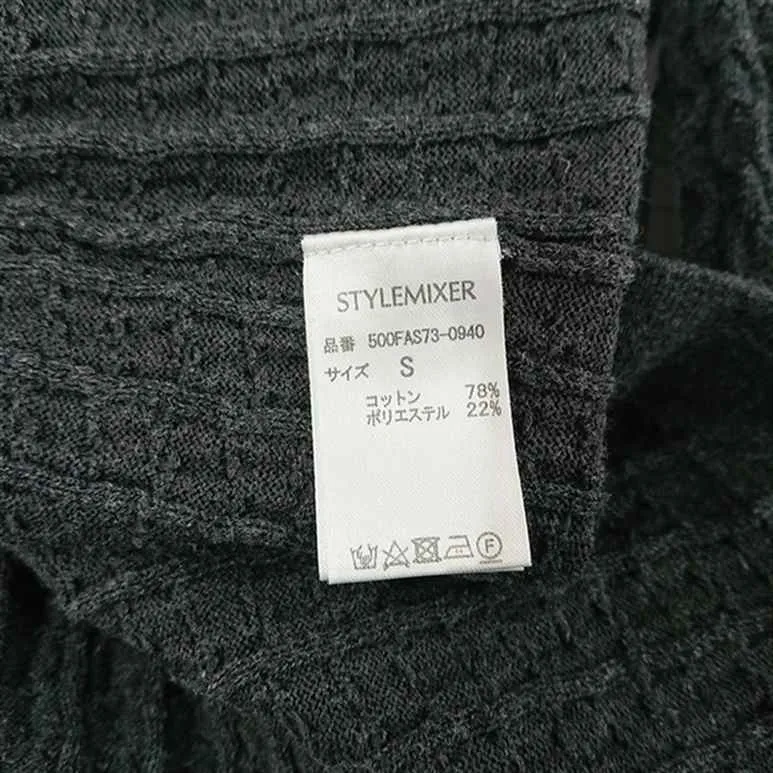 STYLEMIXER
品番 500FAS73-0940
サイズ S
コットン 78%
ポリエステル 22%
F